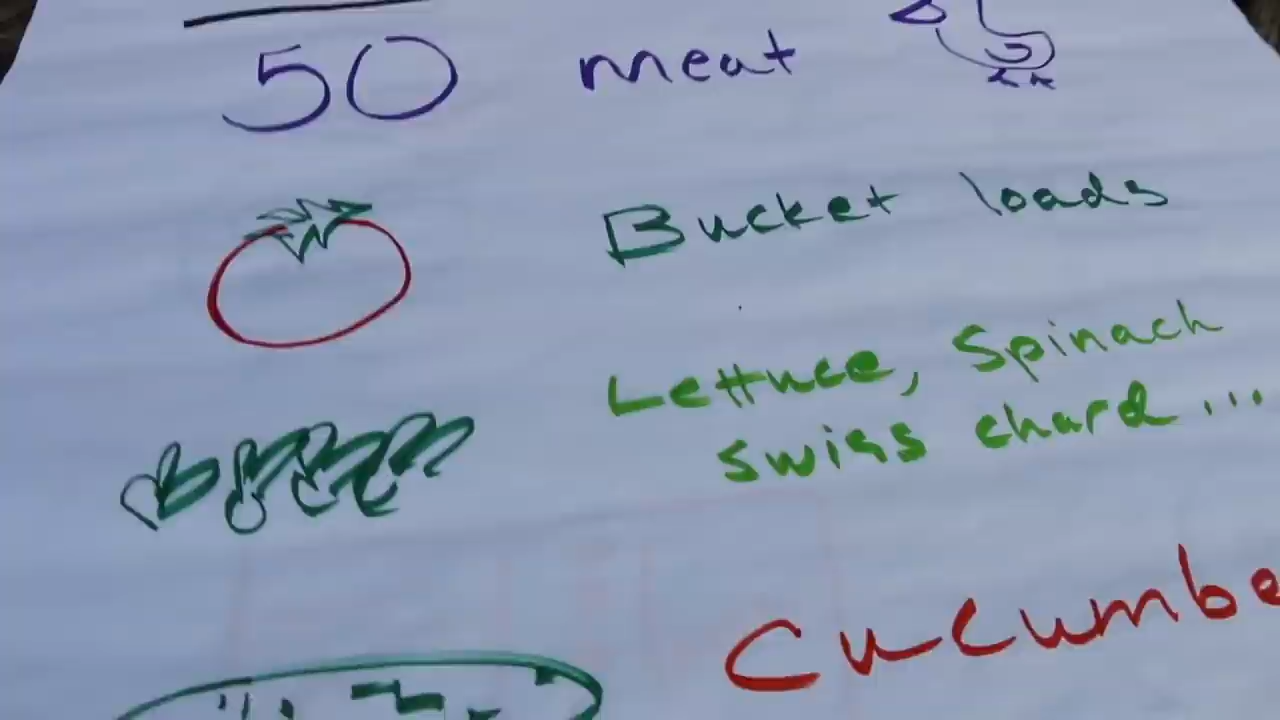 50 meat
Bucket loads
Lettuce, Spinach
swiss chard...
Cucumbe